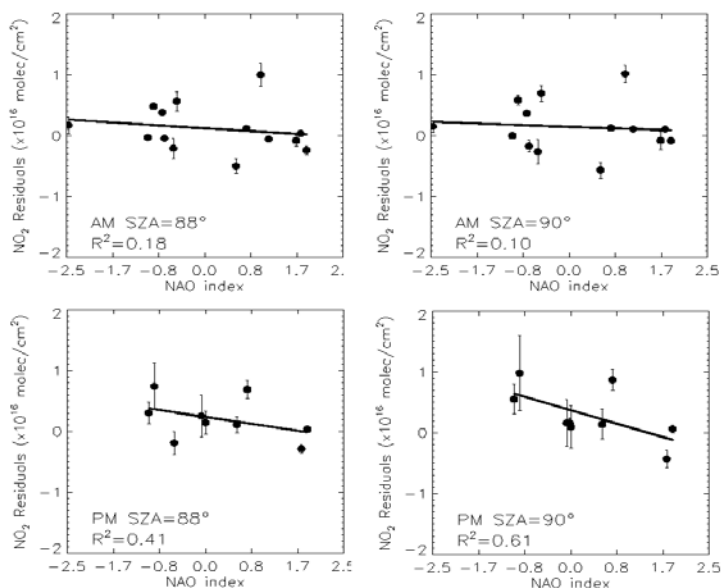 NO2 Residuals (x10^16 molec/cm^2)
2
1
0
−1
−2
AM SZA=88°
R^2=0.18
−2.5 −1.7 −0.8 0.0 0.8 1.7 2.
NAO index
NO2 Residuals (x10^16 molec/cm^2)
2
1
0
−1
−2
AM SZA=90°
R^2=0.10
−2.5 −1.7 −0.8 0.0 0.8 1.7 2.5
NAO index
NO2 Residuals (x10^16 molec/cm^2)
2
1
0
−1
−2
PM SZA=88°
R^2=0.41
−2.5 −1.7 −0.8 0.0 0.8 1.7 2.5
NAO index
NO2 Residuals (x10^16 molec/cm^2)
2
1
0
−1
−2
PM SZA=90°
R^2=0.61
−2.5 −1.7 −0.8 0.0 0.8 1.7 2.5
NAO index